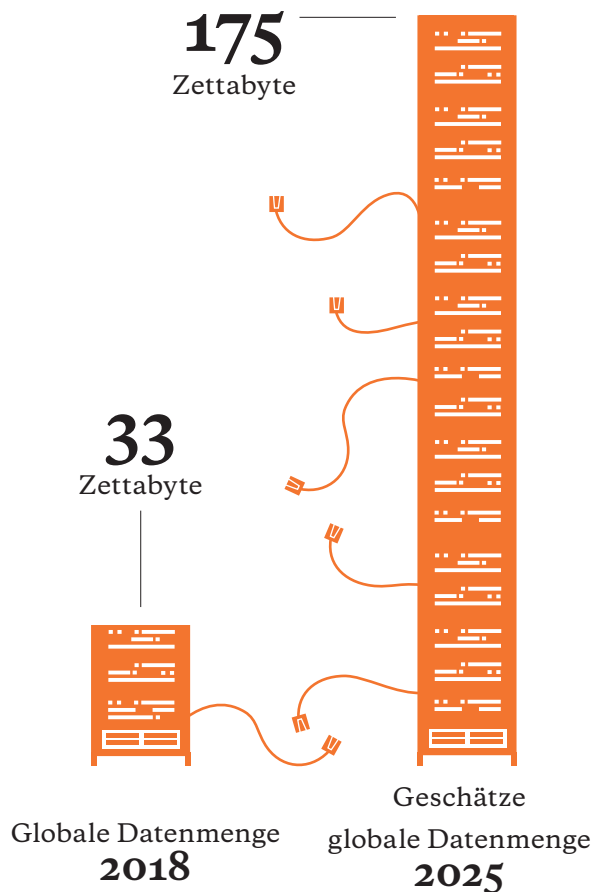 175
Zettabyte
33
Zettabyte
Globale Datenmenge
2018
Geschätze
globale Datenmenge
2025